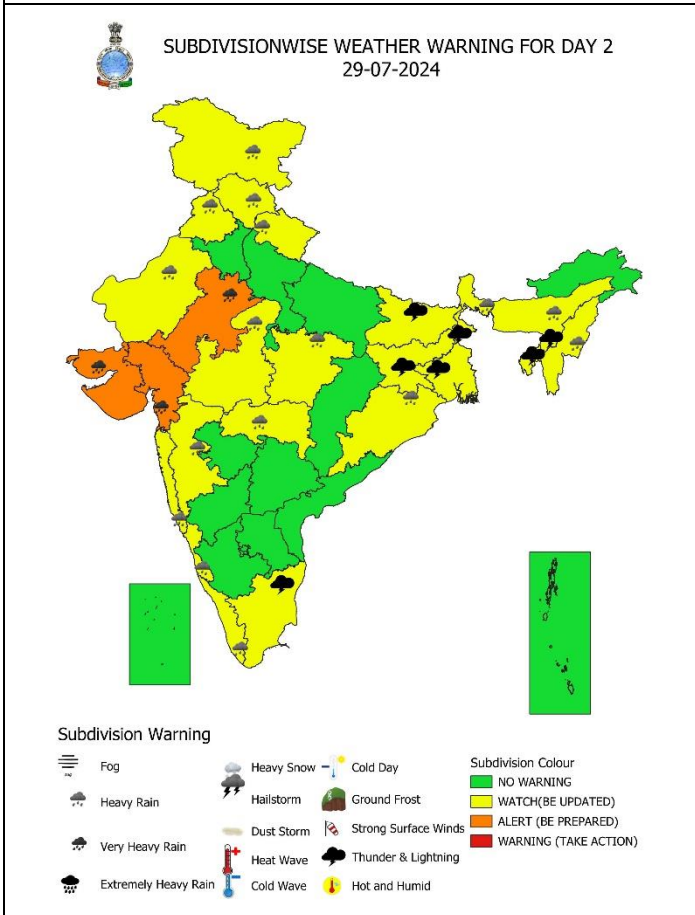 SUBDIVISIONWISE WEATHER WARNING FOR DAY 2
29-07-2024
Subdivision Warning
Fog
Heavy Rain
Very Heavy Rain
Extremely Heavy Rain
Heavy Snow
Hailstorm
Dust Storm
Heat Wave
Cold Wave
Cold Day
Ground Frost
Strong Surface Winds
Thunder & Lightning
Hot and Humid
Subdivision Colour
NO WARNING
WATCH(BE UPDATED)
ALERT (BE PREPARED)
WARNING (TAKE ACTION)